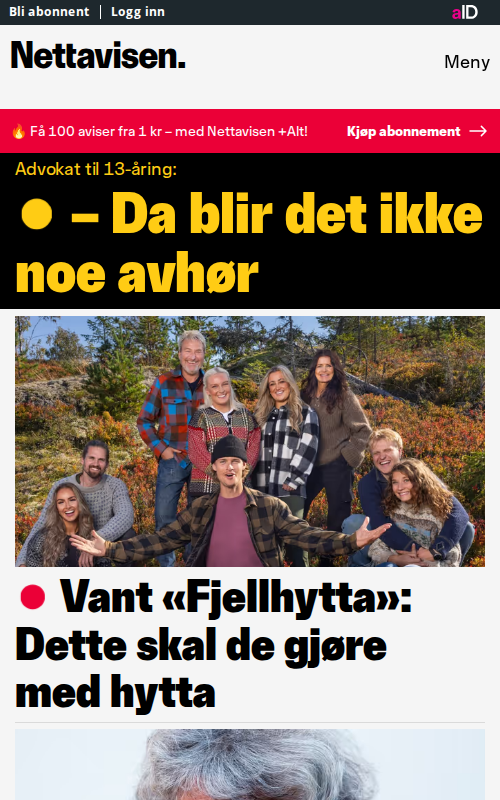 Bli abonnent | Logg inn
aID
Nettavisen.
Meny
🔥 Få 100 aviser fra 1 kr – med Nettavisen +Alt!
Kjøp abonnement →
Advokat til 13-åring:
● – Da blir det ikke
noe avhør
● Vant «Fjellhytta»:
Dette skal de gjøre
med hytta